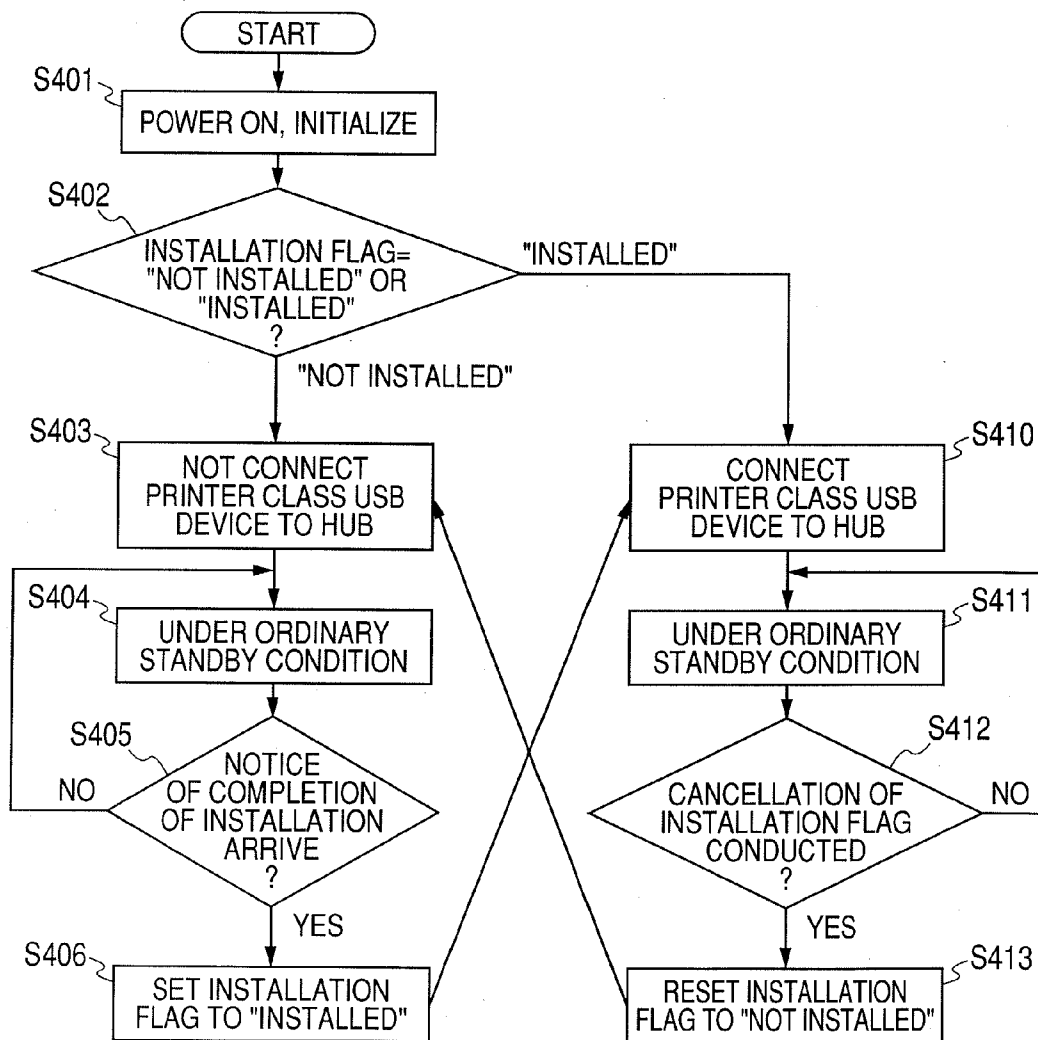 START
S401
POWER ON, INITIALIZE
S402
INSTALLATION FLAG=
"NOT INSTALLED" OR
"INSTALLED"
?
"INSTALLED"
"NOT INSTALLED"
S403
NOT CONNECT
PRINTER CLASS USB
DEVICE TO HUB
S410
CONNECT
PRINTER CLASS USB
DEVICE TO HUB
S404
UNDER ORDINARY
STANDBY CONDITION
S411
UNDER ORDINARY
STANDBY CONDITION
S405
NOTICE
OF COMPLETION
OF INSTALLATION
ARRIVE
?
NO
YES
S412
CANCELLATION OF
INSTALLATION FLAG
CONDUCTED
?
NO
YES
S406
SET INSTALLATION
FLAG TO "INSTALLED"
S413
RESET INSTALLATION
FLAG TO "NOT INSTALLED"